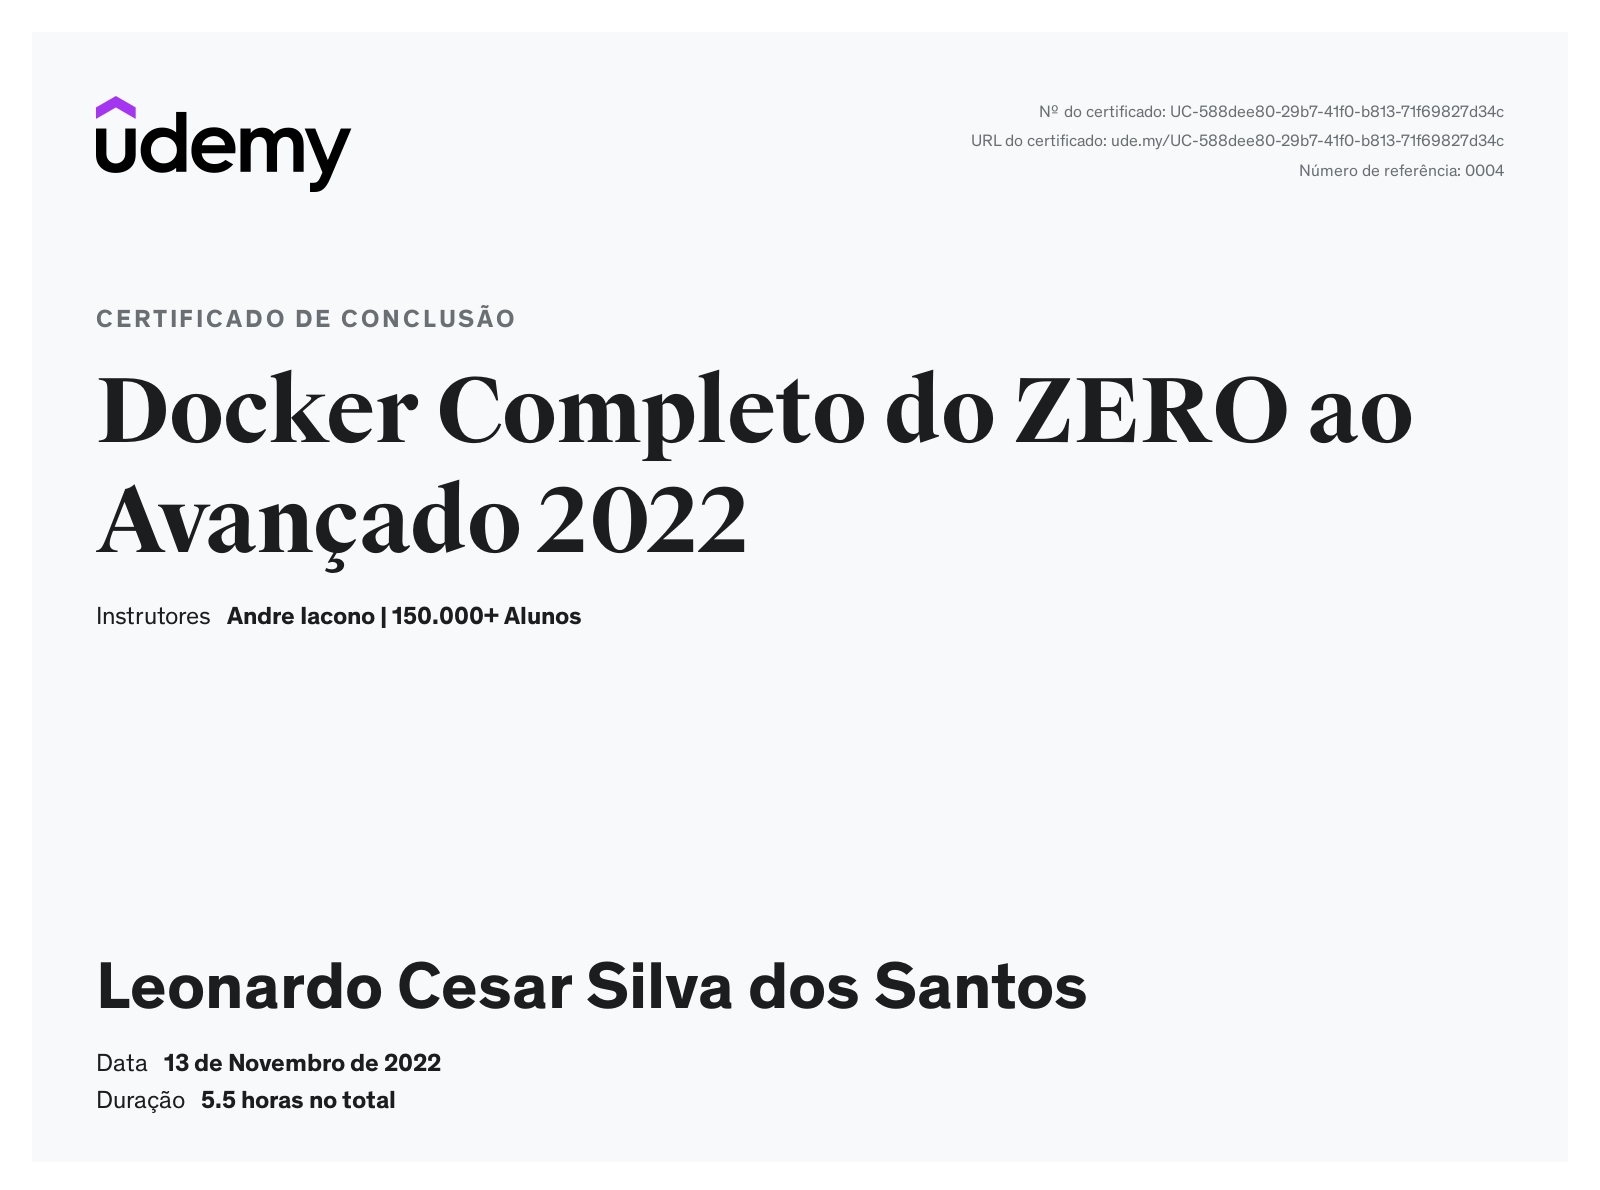 udemy
Nº do certificado: UC-588dee80-29b7-41f0-b813-71f69827d34c
URL do certificado: ude.my/UC-588dee80-29b7-41f0-b813-71f69827d34c
Número de referência: 0004
CERTIFICADO DE CONCLUSÃO
Docker Completo do ZERO ao
Avançado 2022
Instrutores Andre Iacono | 150.000+ Alunos
Leonardo Cesar Silva dos Santos
Data 13 de Novembro de 2022
Duração 5.5 horas no total